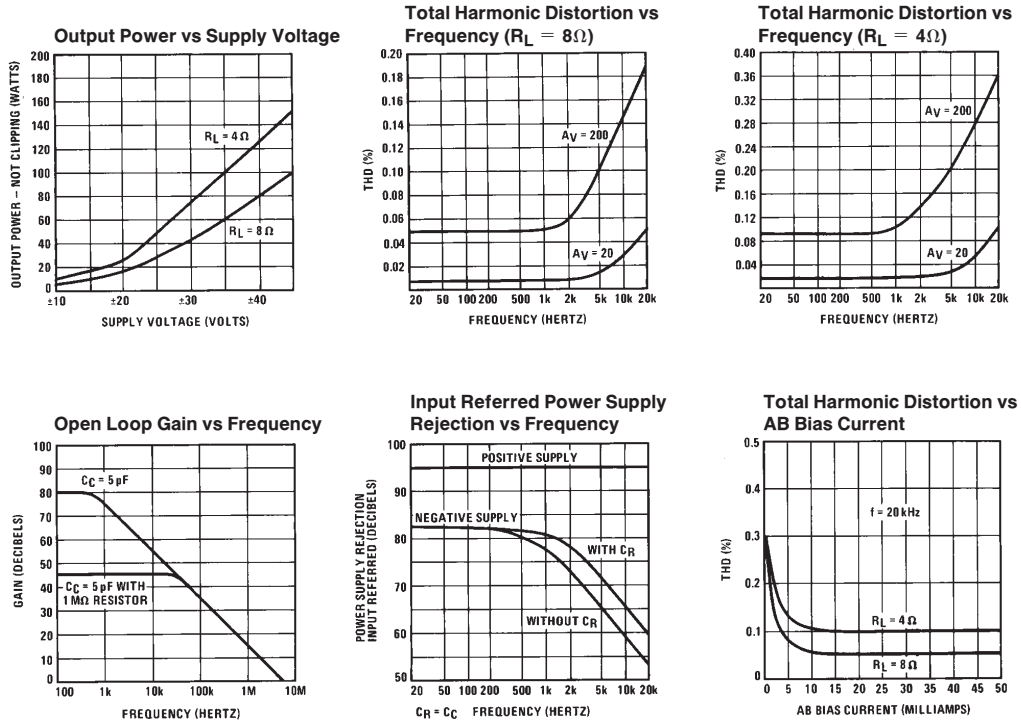 Output Power vs Supply Voltage
OUTPUT POWER – NOT CLIPPING (WATTS)
200
180
160
140
120
100
80
60
40
20
0
RL = 4 Ω
RL = 8 Ω
±10 ±20 ±30 ±40
SUPPLY VOLTAGE (VOLTS)
Total Harmonic Distortion vs
Frequency (RL = 8Ω)
THD (%)
0.20
0.18
0.16
0.14
0.12
0.10
0.08
0.06
0.04
0.02
AV = 200
AV = 20
20 50 100 200 500 1k 2k 5k 10k 20k
FREQUENCY (HERTZ)
Total Harmonic Distortion vs
Frequency (RL = 4Ω)
THD (%)
0.40
0.36
0.32
0.28
0.24
0.20
0.16
0.12
0.08
0.04
AV = 200
AV = 20
20 50 100 200 500 1k 2k 5k 10k 20k
FREQUENCY (HERTZ)
Open Loop Gain vs Frequency
GAIN (DECIBELS)
100
90
80
70
60
50
40
30
20
10
0
CC = 5 pF
CC = 5 pF WITH
1 MΩ RESISTOR
100 1k 10k 100k 1M 10M
FREQUENCY (HERTZ)
Input Referred Power Supply
Rejection vs Frequency
POWER SUPPLY REJECTION
INPUT REFERRED (DECIBELS)
100
90
80
70
60
50
POSITIVE SUPPLY
NEGATIVE SUPPLY
WITH CR
WITHOUT CR
20 50 100 200 500 1k 2k 5k 10k 20k
CR = CC FREQUENCY (HERTZ)
Total Harmonic Distortion vs
AB Bias Current
THD (%)
0.5
0.4
0.3
0.2
0.1
0
f = 20 kHz
RL = 4Ω
RL = 8Ω
0 5 10 15 20 25 30 35 40 45 50
AB BIAS CURRENT (MILLIAMPS)